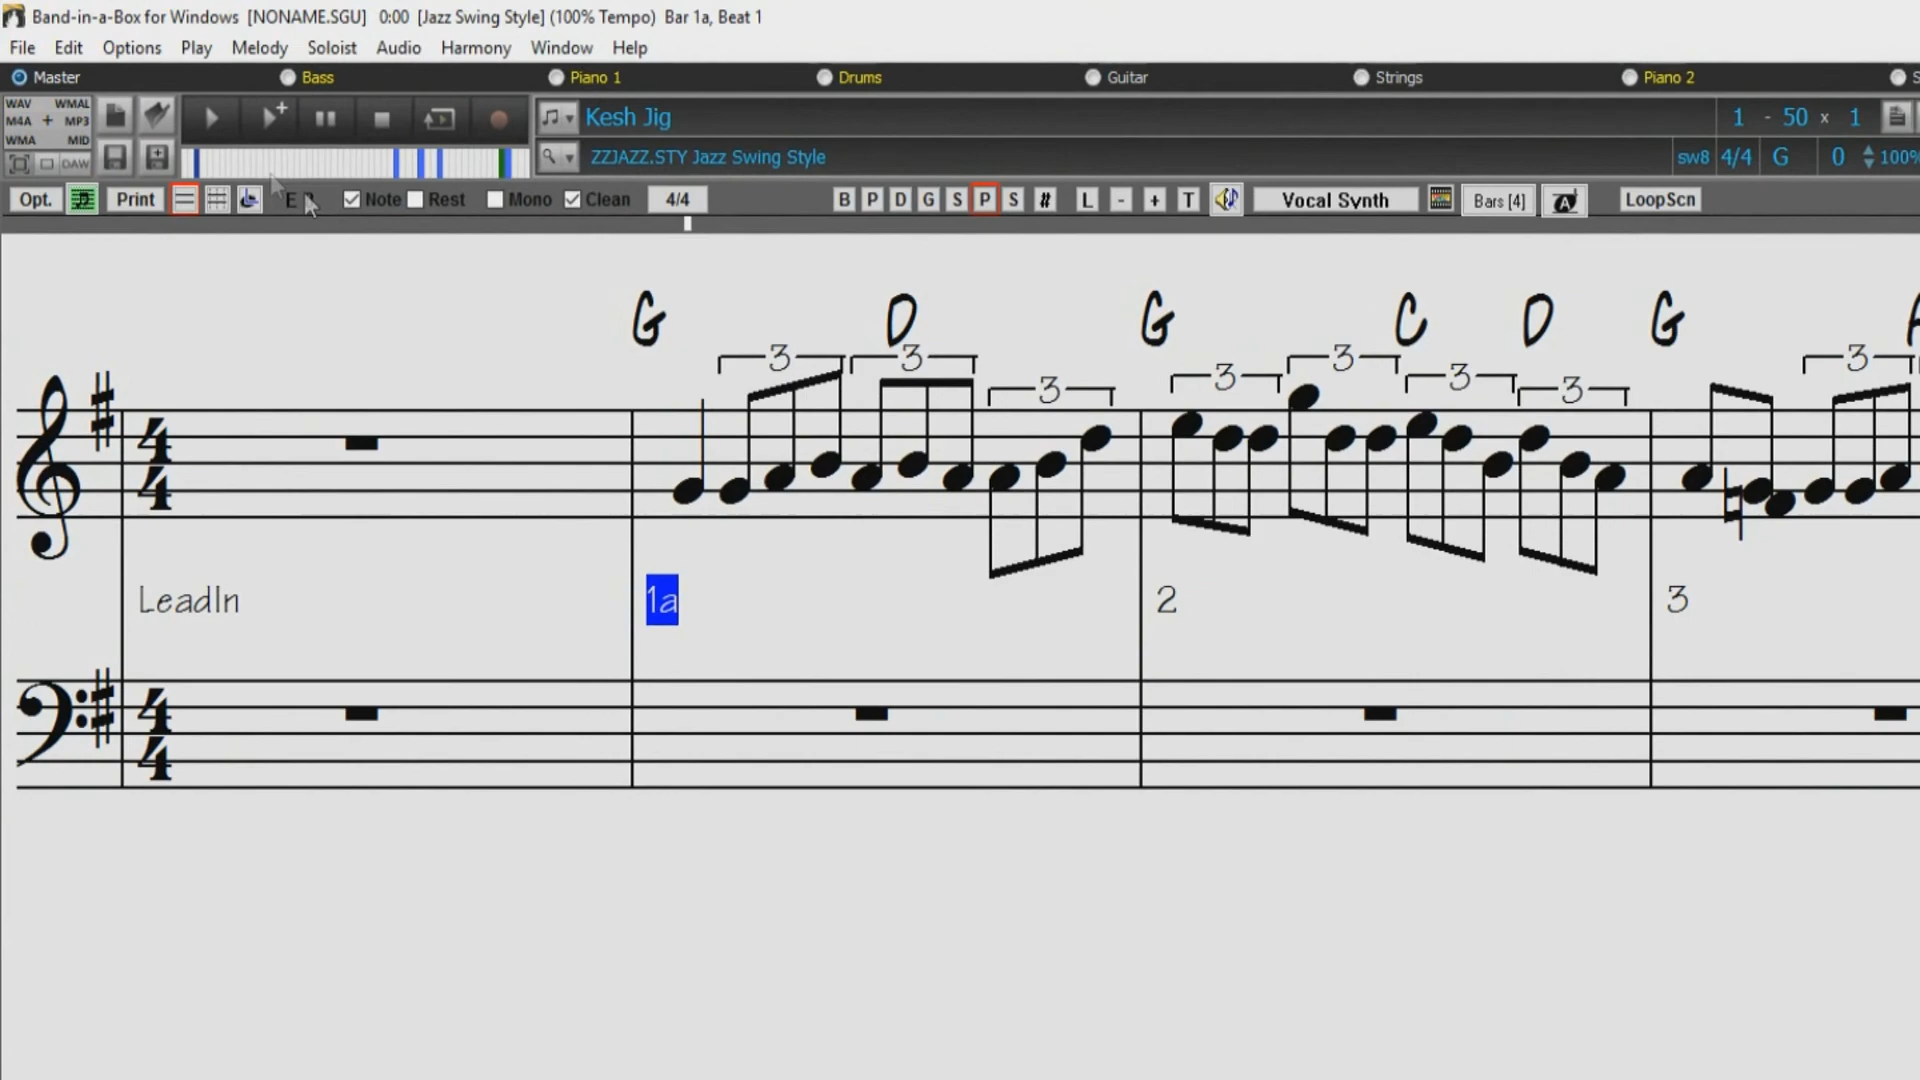 Band-in-a-Box for Windows [NONAME.SGU] 0:00 [Jazz Swing Style] (100% Tempo) Bar 1a, Beat 1
File Edit Options Play Melody Soloist Audio Harmony Window Help
Master Bass Piano 1 Drums Guitar Strings Piano 2 S
WAV WMAL
M4A + MP3
WMA MID
DAW
Kesh Jig 1 - 50 x 1
ZZJAZZ.STY Jazz Swing Style sw8 4/4 G 0 100%
Opt. Print E Note Rest Mono Clean 4/4 B P D G S P S # L - + T Vocal Synth Bars [4] A LoopScn
G D G C D G
3 3 3 3 3 3 3 3
4 4
LeadIn 1a 2 3
4 4